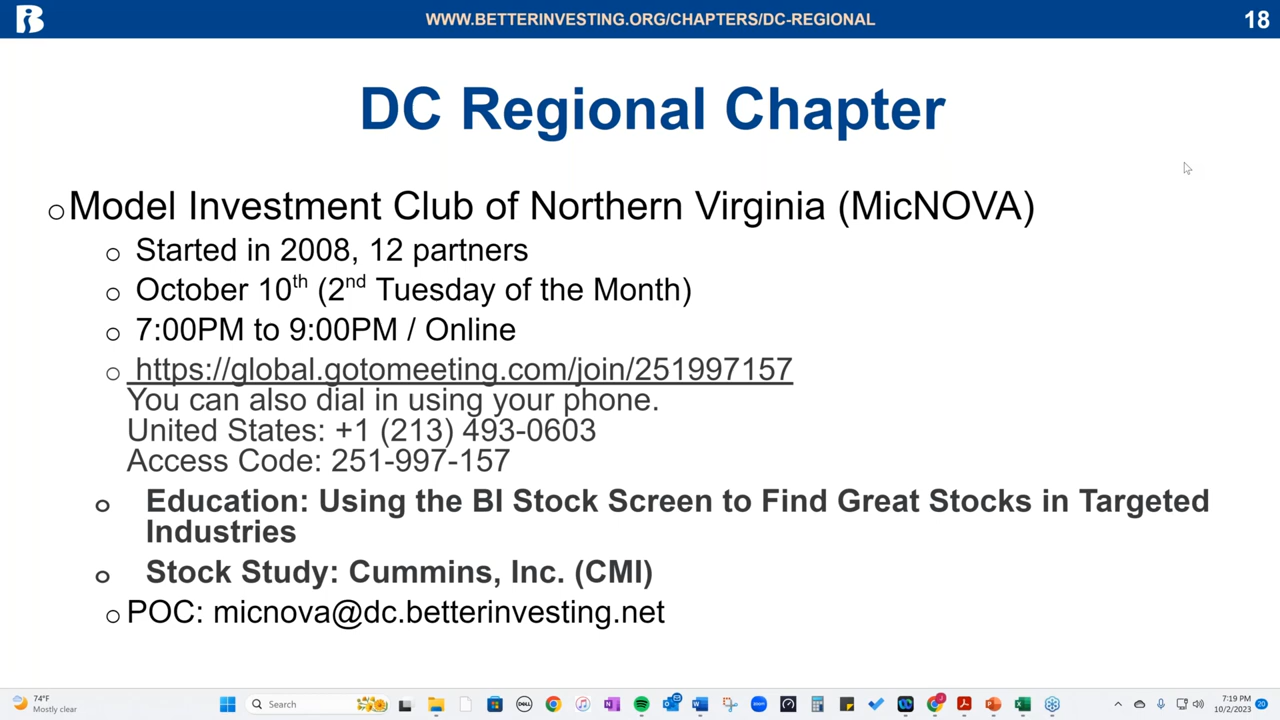 WWW.BETTERINVESTING.ORG/CHAPTERS/DC-REGIONAL
18
DC Regional Chapter
Model Investment Club of Northern Virginia (MicNOVA)
Started in 2008, 12 partners
October 10th (2nd Tuesday of the Month)
7:00PM to 9:00PM / Online
https://global.gotomeeting.com/join/251997157
You can also dial in using your phone.
United States: +1 (213) 493-0603
Access Code: 251-997-157
Education: Using the BI Stock Screen to Find Great Stocks in Targeted
Industries
Stock Study: Cummins, Inc. (CMI)
POC: micnova@dc.betterinvesting.net
74°F
Mostly clear
Search
7:19 PM
10/2/2023
20